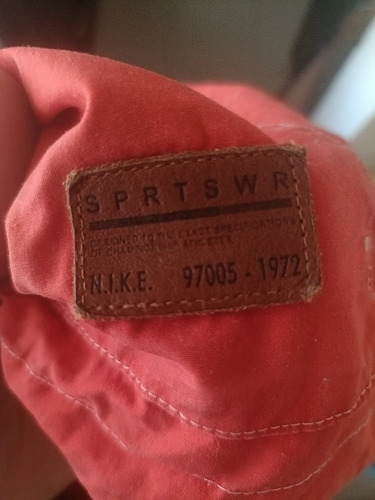 SPRTSWR
DESIGNED TO THE EXACT SPECIFICATIONS
OF CHAMPIONSHIP ATHLETES
N.I.K.E. 97005 - 1972